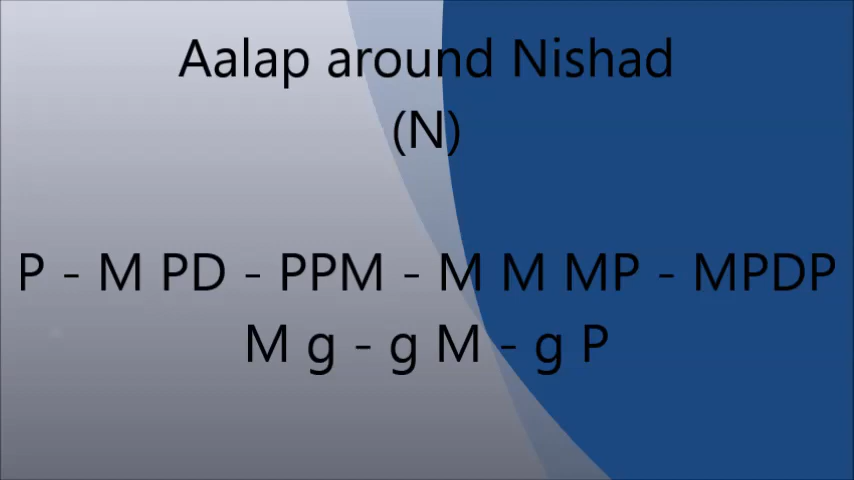 Aalap around Nishad
(N)
P - M PD - PPM - M M MP - MPDP
M g - g M - g P